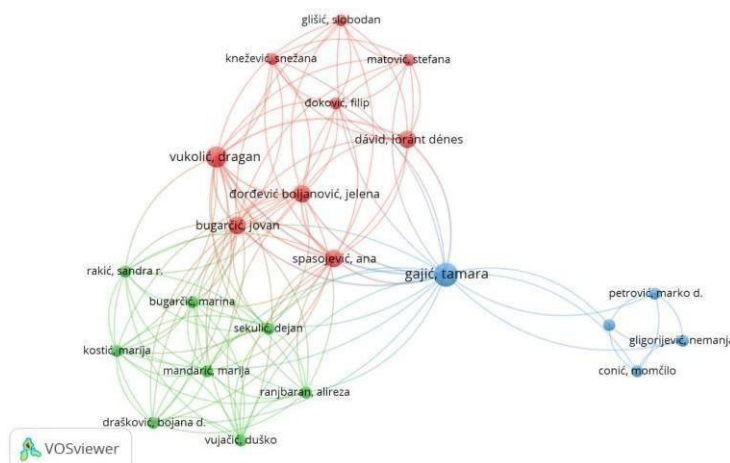 glišić, slobodan
knežević, snežana
matović, stefana
đoković, filip
dávid, lóránt dénes
vukolić, dragan
đorđević boljanović, jelena
bugarčić, jovan
spasojević, ana
gajić, tamara
rakić, sandra r.
petrović, marko d.
bugarčić, marina
sekulić, dejan
gligorijević, nemanja
kostić, marija
mandarić, marija
conić, momčilo
ranjbaran, alireza
drašković, bojana d.
vujačić, duško
VOSviewer